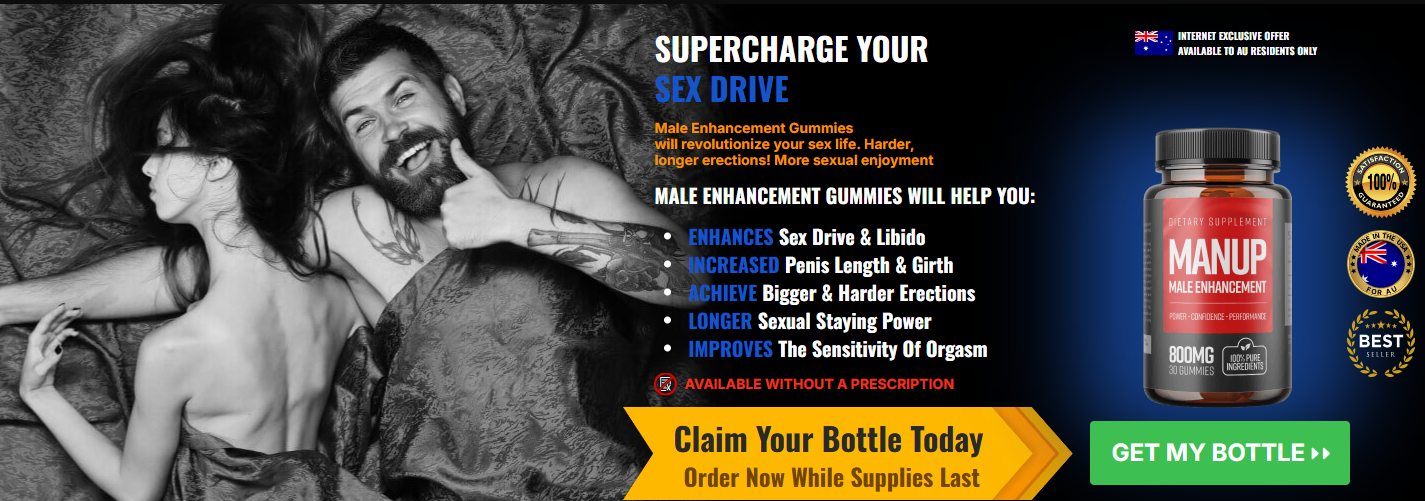 SUPERCHARGE YOUR
SEX DRIVE
Male Enhancement Gummies
will revolutionize your sex life. Harder,
longer erections! More sexual enjoyment
MALE ENHANCEMENT GUMMIES WILL HELP YOU:
• ENHANCES Sex Drive & Libido
• INCREASED Penis Length & Girth
• ACHIEVE Bigger & Harder Erections
• LONGER Sexual Staying Power
• IMPROVES The Sensitivity Of Orgasm
AVAILABLE WITHOUT A PRESCRIPTION
Claim Your Bottle Today
Order Now While Supplies Last
INTERNET EXCLUSIVE OFFER
AVAILABLE TO AU RESIDENTS ONLY
DIETARY SUPPLEMENT
MANUP
MALE ENHANCEMENT
POWER • CONFIDENCE • PERFORMANCE
800MG
30 GUMMIES
100% PURE
INGREDIENTS
SATISFACTION
100%
GUARANTEED
MADE IN THE USA
FOR AU
BEST
SELLER
GET MY BOTTLE